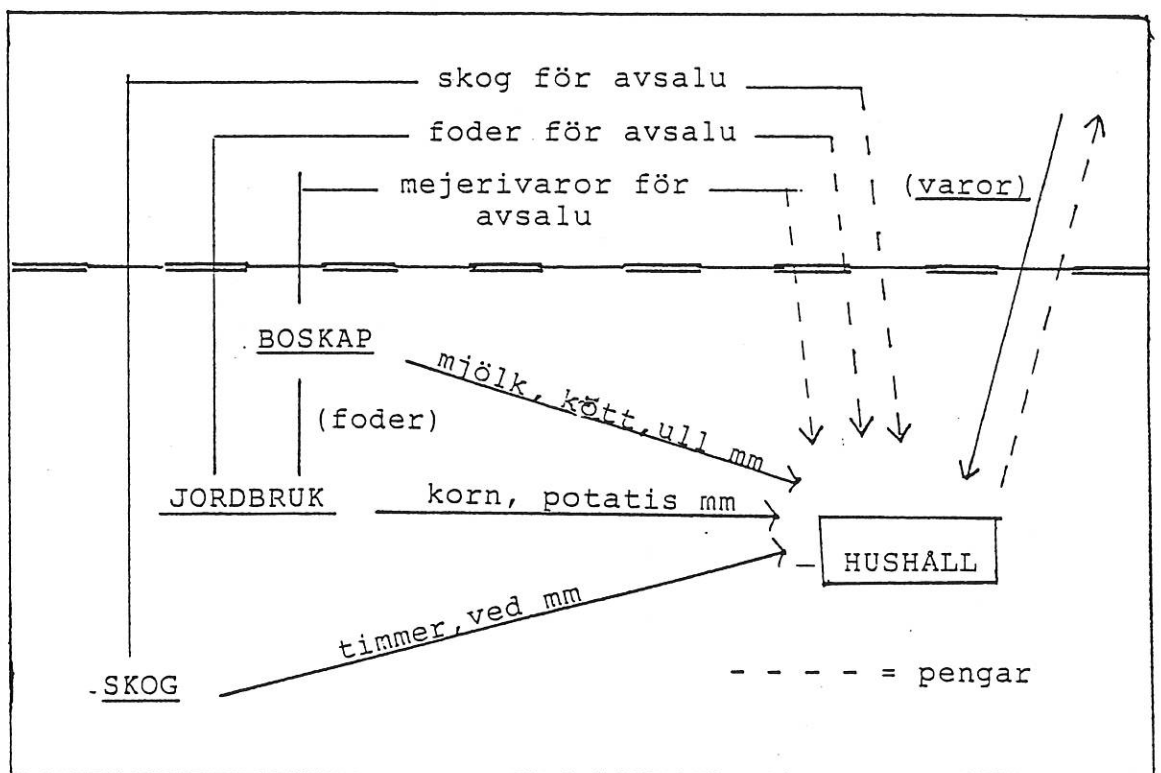 skog för avsalu
foder för avsalu
mejerivaror för
avsalu
(varor)
BOSKAP
mjölk, kött, ull mm
(foder)
JORDBRUK
korn, potatis mm
HUSHÅLL
timmer, ved mm
SKOG
- - - - = pengar